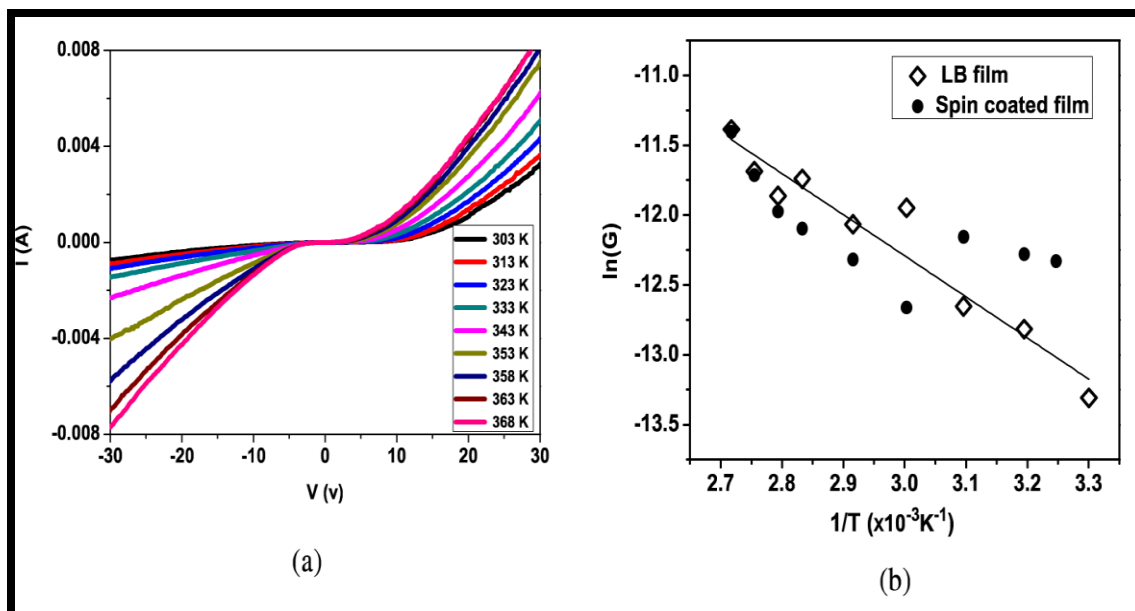 0.008
0.004
0.000
-0.004
-0.008
I (A)
-30 -20 -10 0 10 20 30
V (v)
303 K
313 K
323 K
333 K
343 K
353 K
358 K
363 K
368 K
(a)
-11.0
-11.5
-12.0
-12.5
-13.0
-13.5
ln(G)
LB film
Spin coated film
2.7 2.8 2.9 3.0 3.1 3.2 3.3
1/T (x10⁻³K⁻¹)
(b)